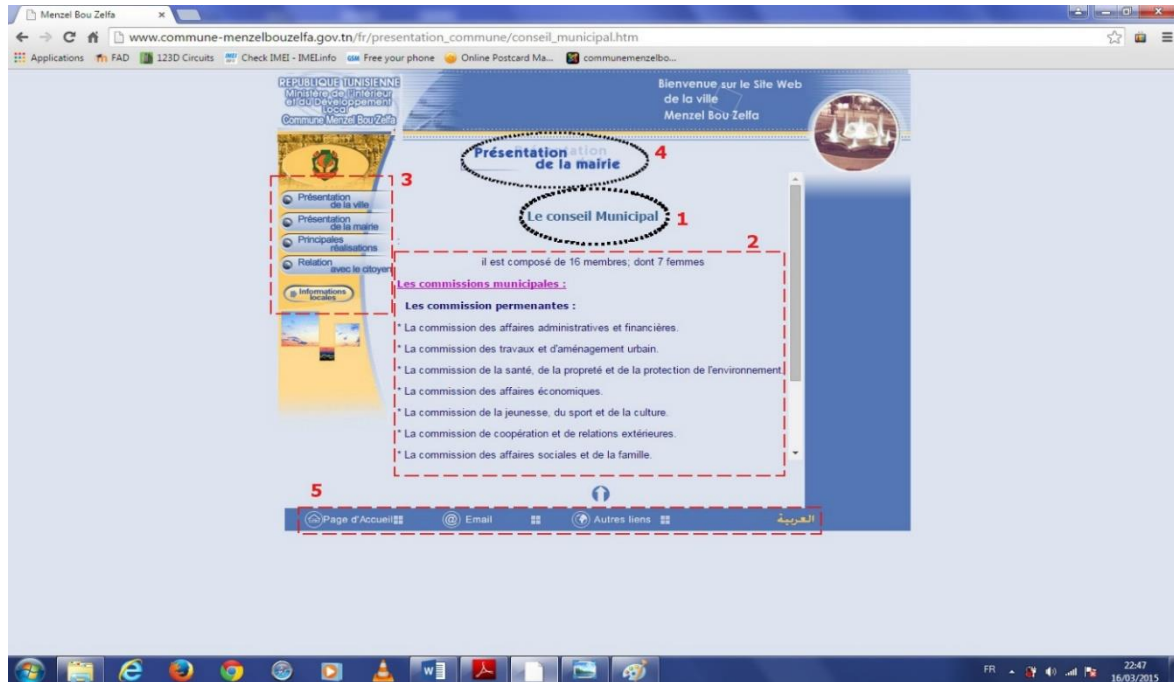 Menzel Bou Zelfa
www.commune-menzelbouzelfa.gov.tn/fr/presentation_commune/conseil_municipal.htm
Applications FAD 123D Circuits Check IMEI - IMEI.info Free your phone Online Postcard Ma... communemenzelbo...
REPUBLIQUE TUNISIENNE
Ministère de l'Intérieur
et du Développement
Local
Commune Menzel Bou Zelfa
Bienvenue sur le Site Web
de la ville
Menzel Bou Zelfa
Présentation
de la mairie
4
3
Présentation
de la ville
Présentation
de la mairie
Principales
réalisations
Relation
avec le citoyen
Informations
locales
Le conseil Municipal
1
:
2
il est composé de 16 membres; dont 7 femmes
Les commissions municipales :
Les commission permenantes :
* La commission des affaires administratives et financières.
* La commission des travaux et d'aménagement urbain.
* La commission de la santé, de la propreté et de la protection de l'environnement.
* La commission des affaires économiques.
* La commission de la jeunesse, du sport et de la culture.
* La commission de coopération et de relations extérieures.
* La commission des affaires sociales et de la famille.
5
Page d'Accueil Email Autres liens العربية
FR 22:47
16/03/2015